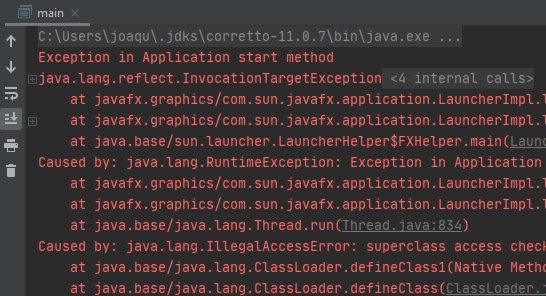 main
C:\Users\joaqu\.jdks\corretto-11.0.7\bin\java.exe ...
Exception in Application start method
java.lang.reflect.InvocationTargetException <4 internal calls>
at javafx.graphics/com.sun.javafx.application.LauncherImpl.l
at javafx.graphics/com.sun.javafx.application.LauncherImpl.l
at java.base/sun.launcher.LauncherHelper$FXHelper.main(Launc
Caused by: java.lang.RuntimeException: Exception in Application
at javafx.graphics/com.sun.javafx.application.LauncherImpl.l
at javafx.graphics/com.sun.javafx.application.LauncherImpl.l
at java.base/java.lang.Thread.run(Thread.java:834)
Caused by: java.lang.IllegalAccessError: superclass access chec
at java.base/java.lang.ClassLoader.defineClass1(Native Metho
at java.base/java.lang.ClassLoader.defineClass(ClassLoader.